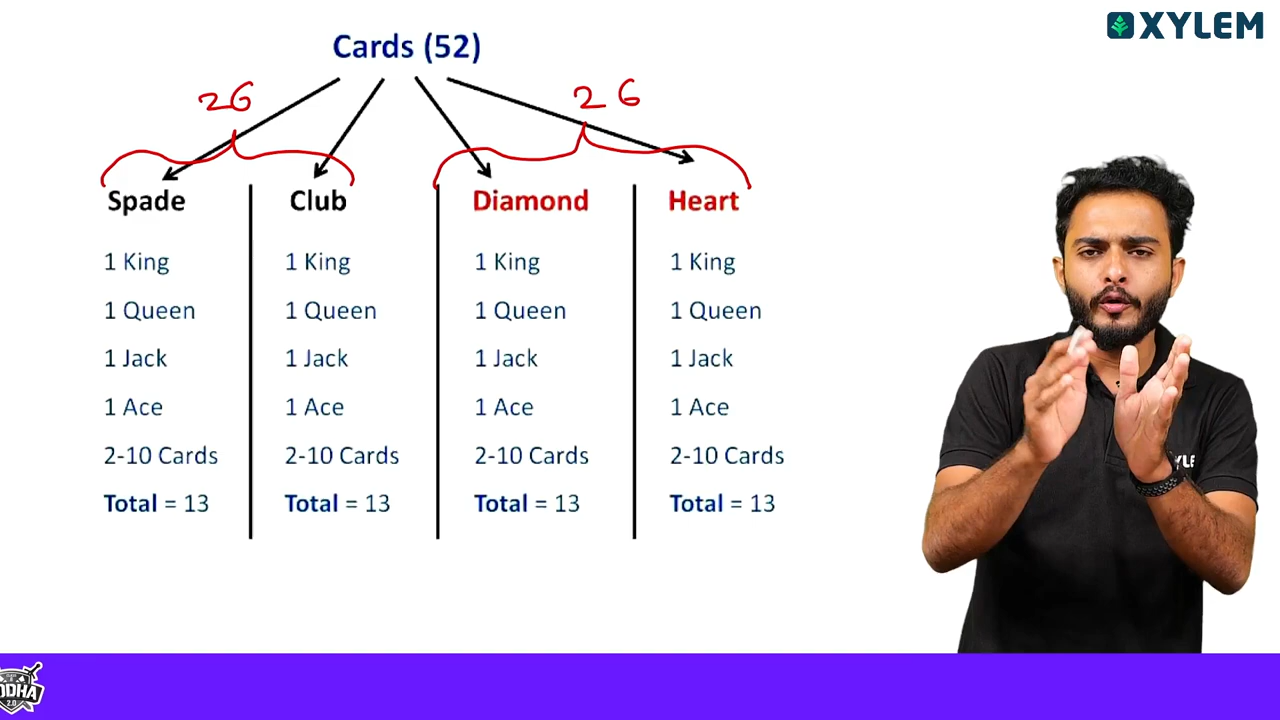 XYLEM
Cards (52)
26 26
Spade Club Diamond Heart
1 King 1 King 1 King 1 King
1 Queen 1 Queen 1 Queen 1 Queen
1 Jack 1 Jack 1 Jack 1 Jack
1 Ace 1 Ace 1 Ace 1 Ace
2-10 Cards 2-10 Cards 2-10 Cards 2-10 Cards
Total = 13 Total = 13 Total = 13 Total = 13
2.0